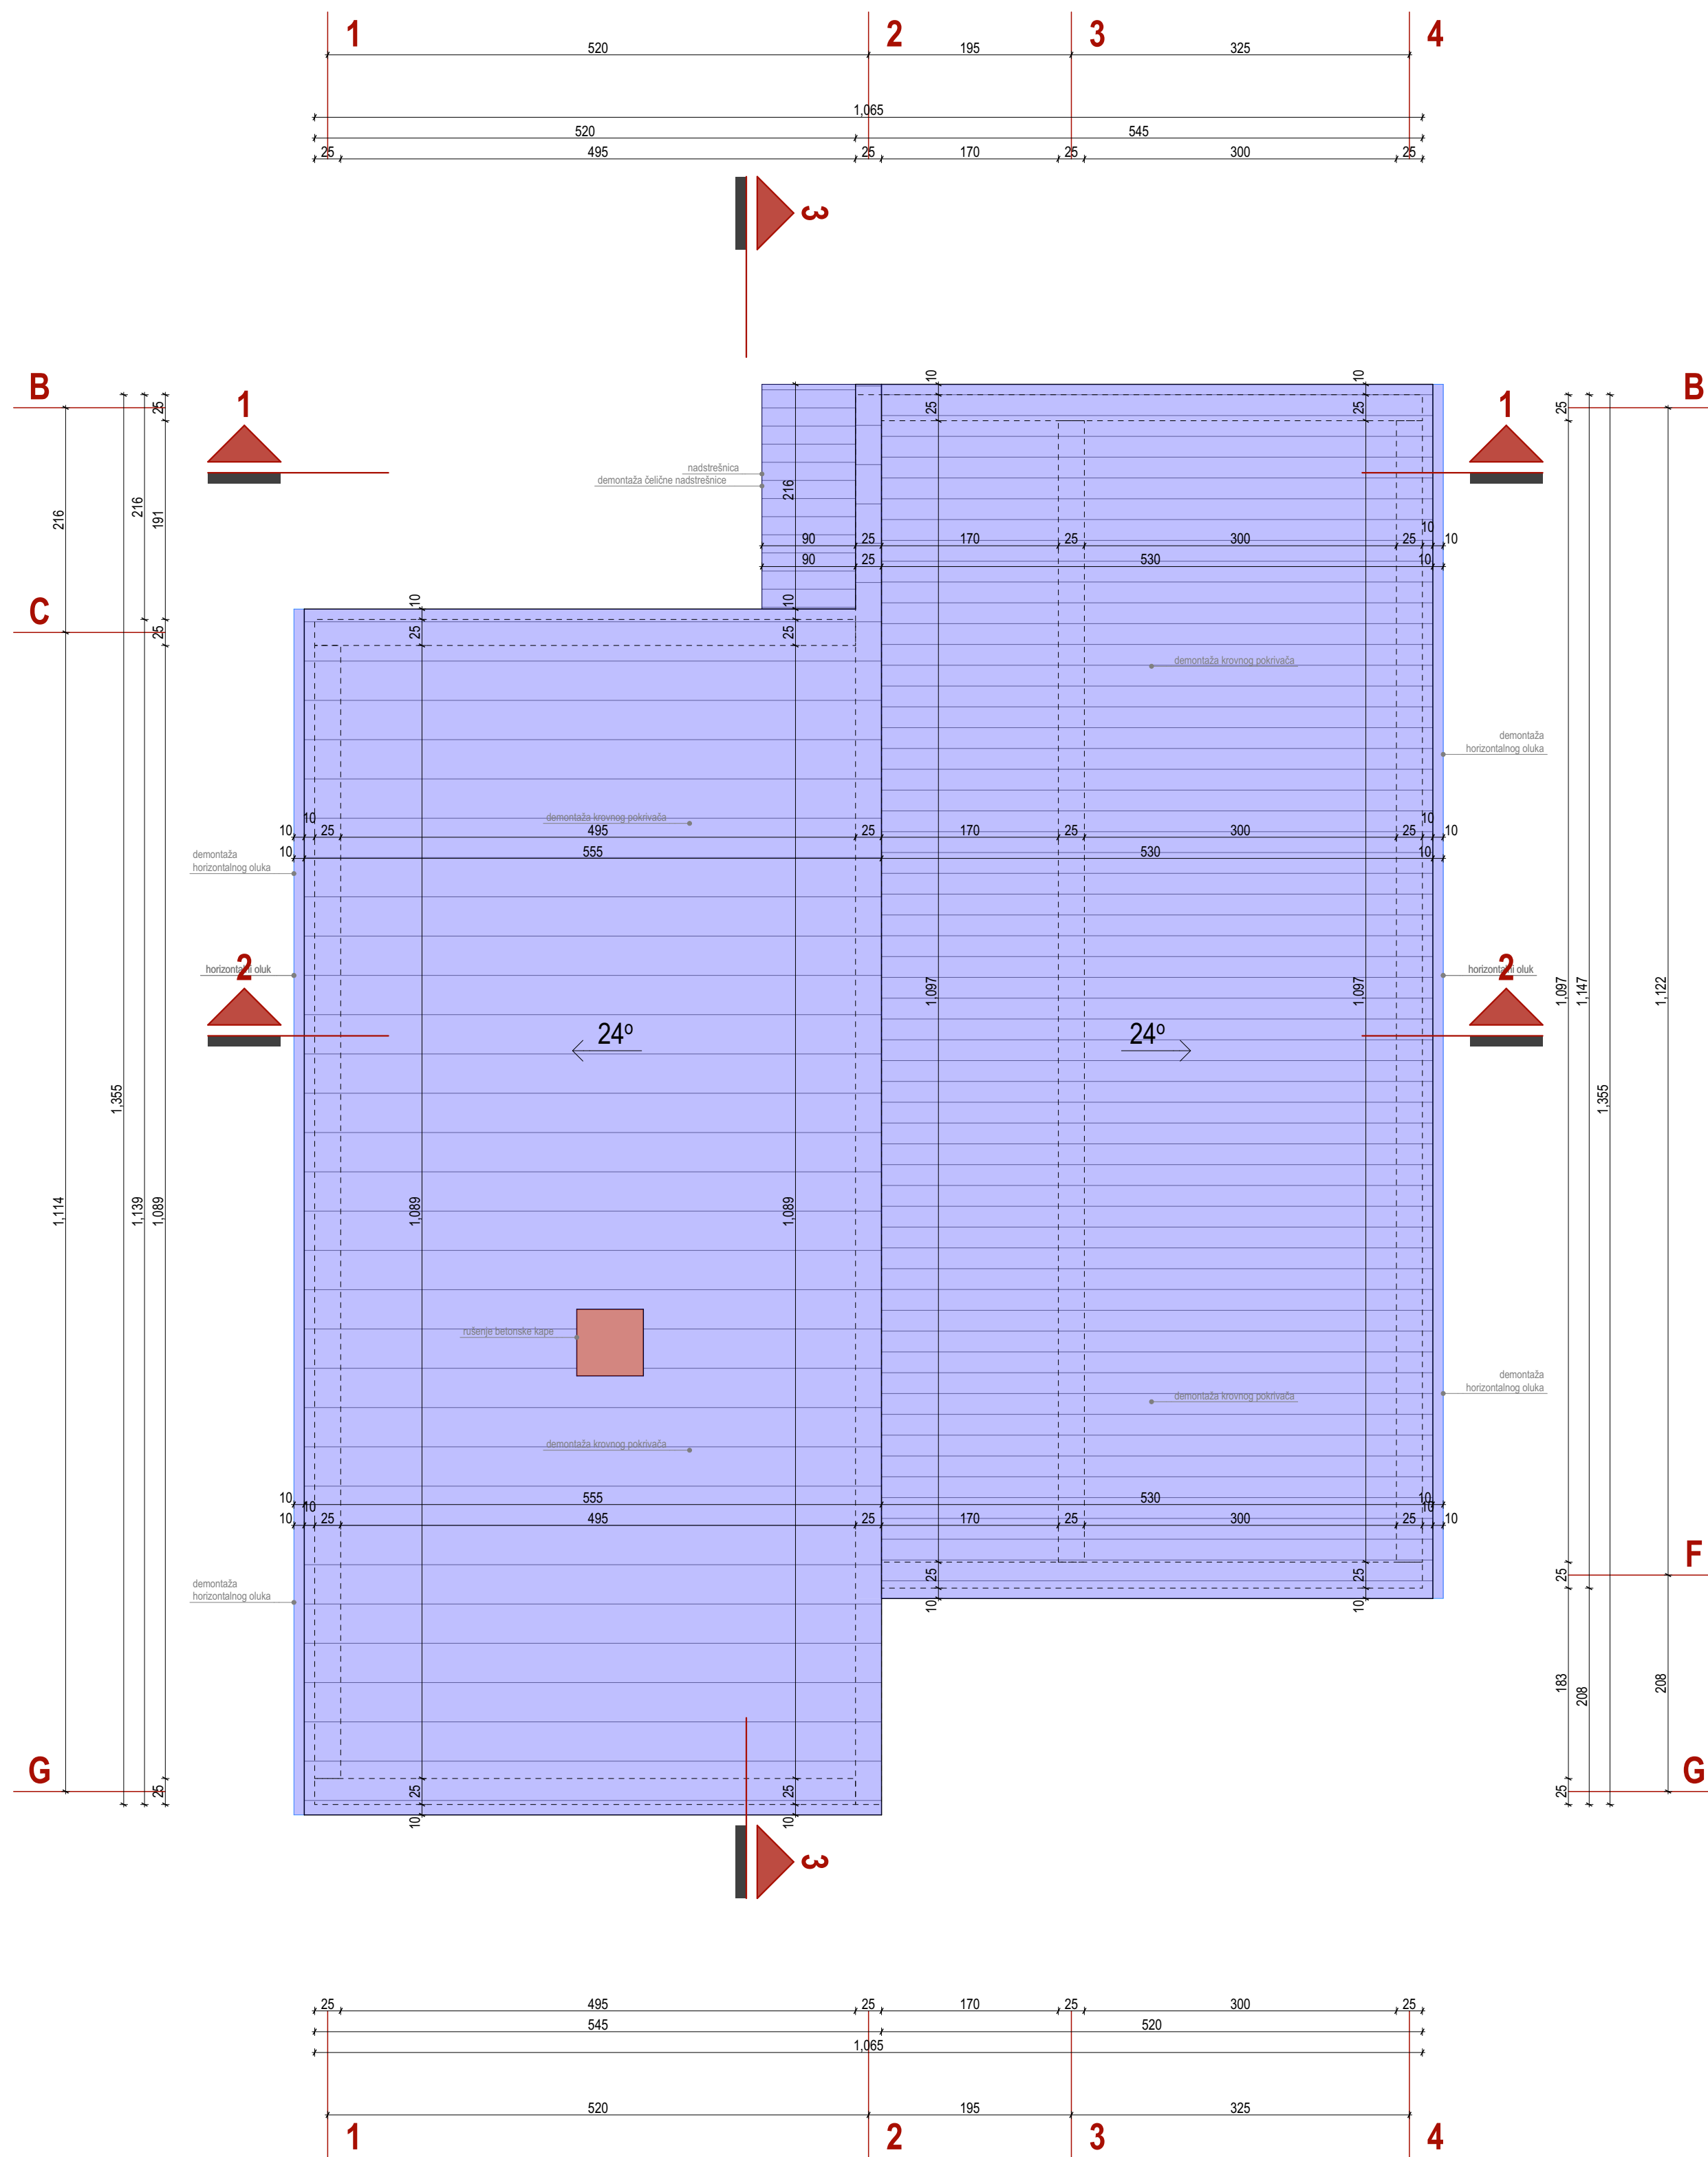 1 2 3 4
520 195 325
1,065
520 545
25 495 25 170 25 300 25
3
B B
1 1
10 10
25 25 25 25
216 216 191 216
nadstrešnica
demontaža čelične nadstrešnice
10
90 25 170 25 300 25 10
90 25 530 10
C
10 10
25 25 25
demontaža krovnog pokrivača
demontaža
horizontalnog oluka
demontaža krovnog pokrivača
10 10
10 25 495 25 170 25 300 25 10
10 555 530 10
demontaža
horizontalnog oluka
2 2
horizontalni oluk horizontalni oluk
1,097 1,097 1,097 1,147 1,122
24º 24º
1,355 1,355
1,114 1,139 1,089 1,089 1,089
rušenje betonske kape
demontaža
horizontalnog oluka
demontaža krovnog pokrivača
demontaža krovnog pokrivača
10 555 530 10
10 10
10 25 495 25 170 25 300 25 10
F
25 25 25
demontaža
horizontalnog oluka
10 10
183 208 208
G G
25 25 25 25
10 10
3
25 495 25 170 25 300 25
545 520
1,065
520 195 325
1 2 3 4